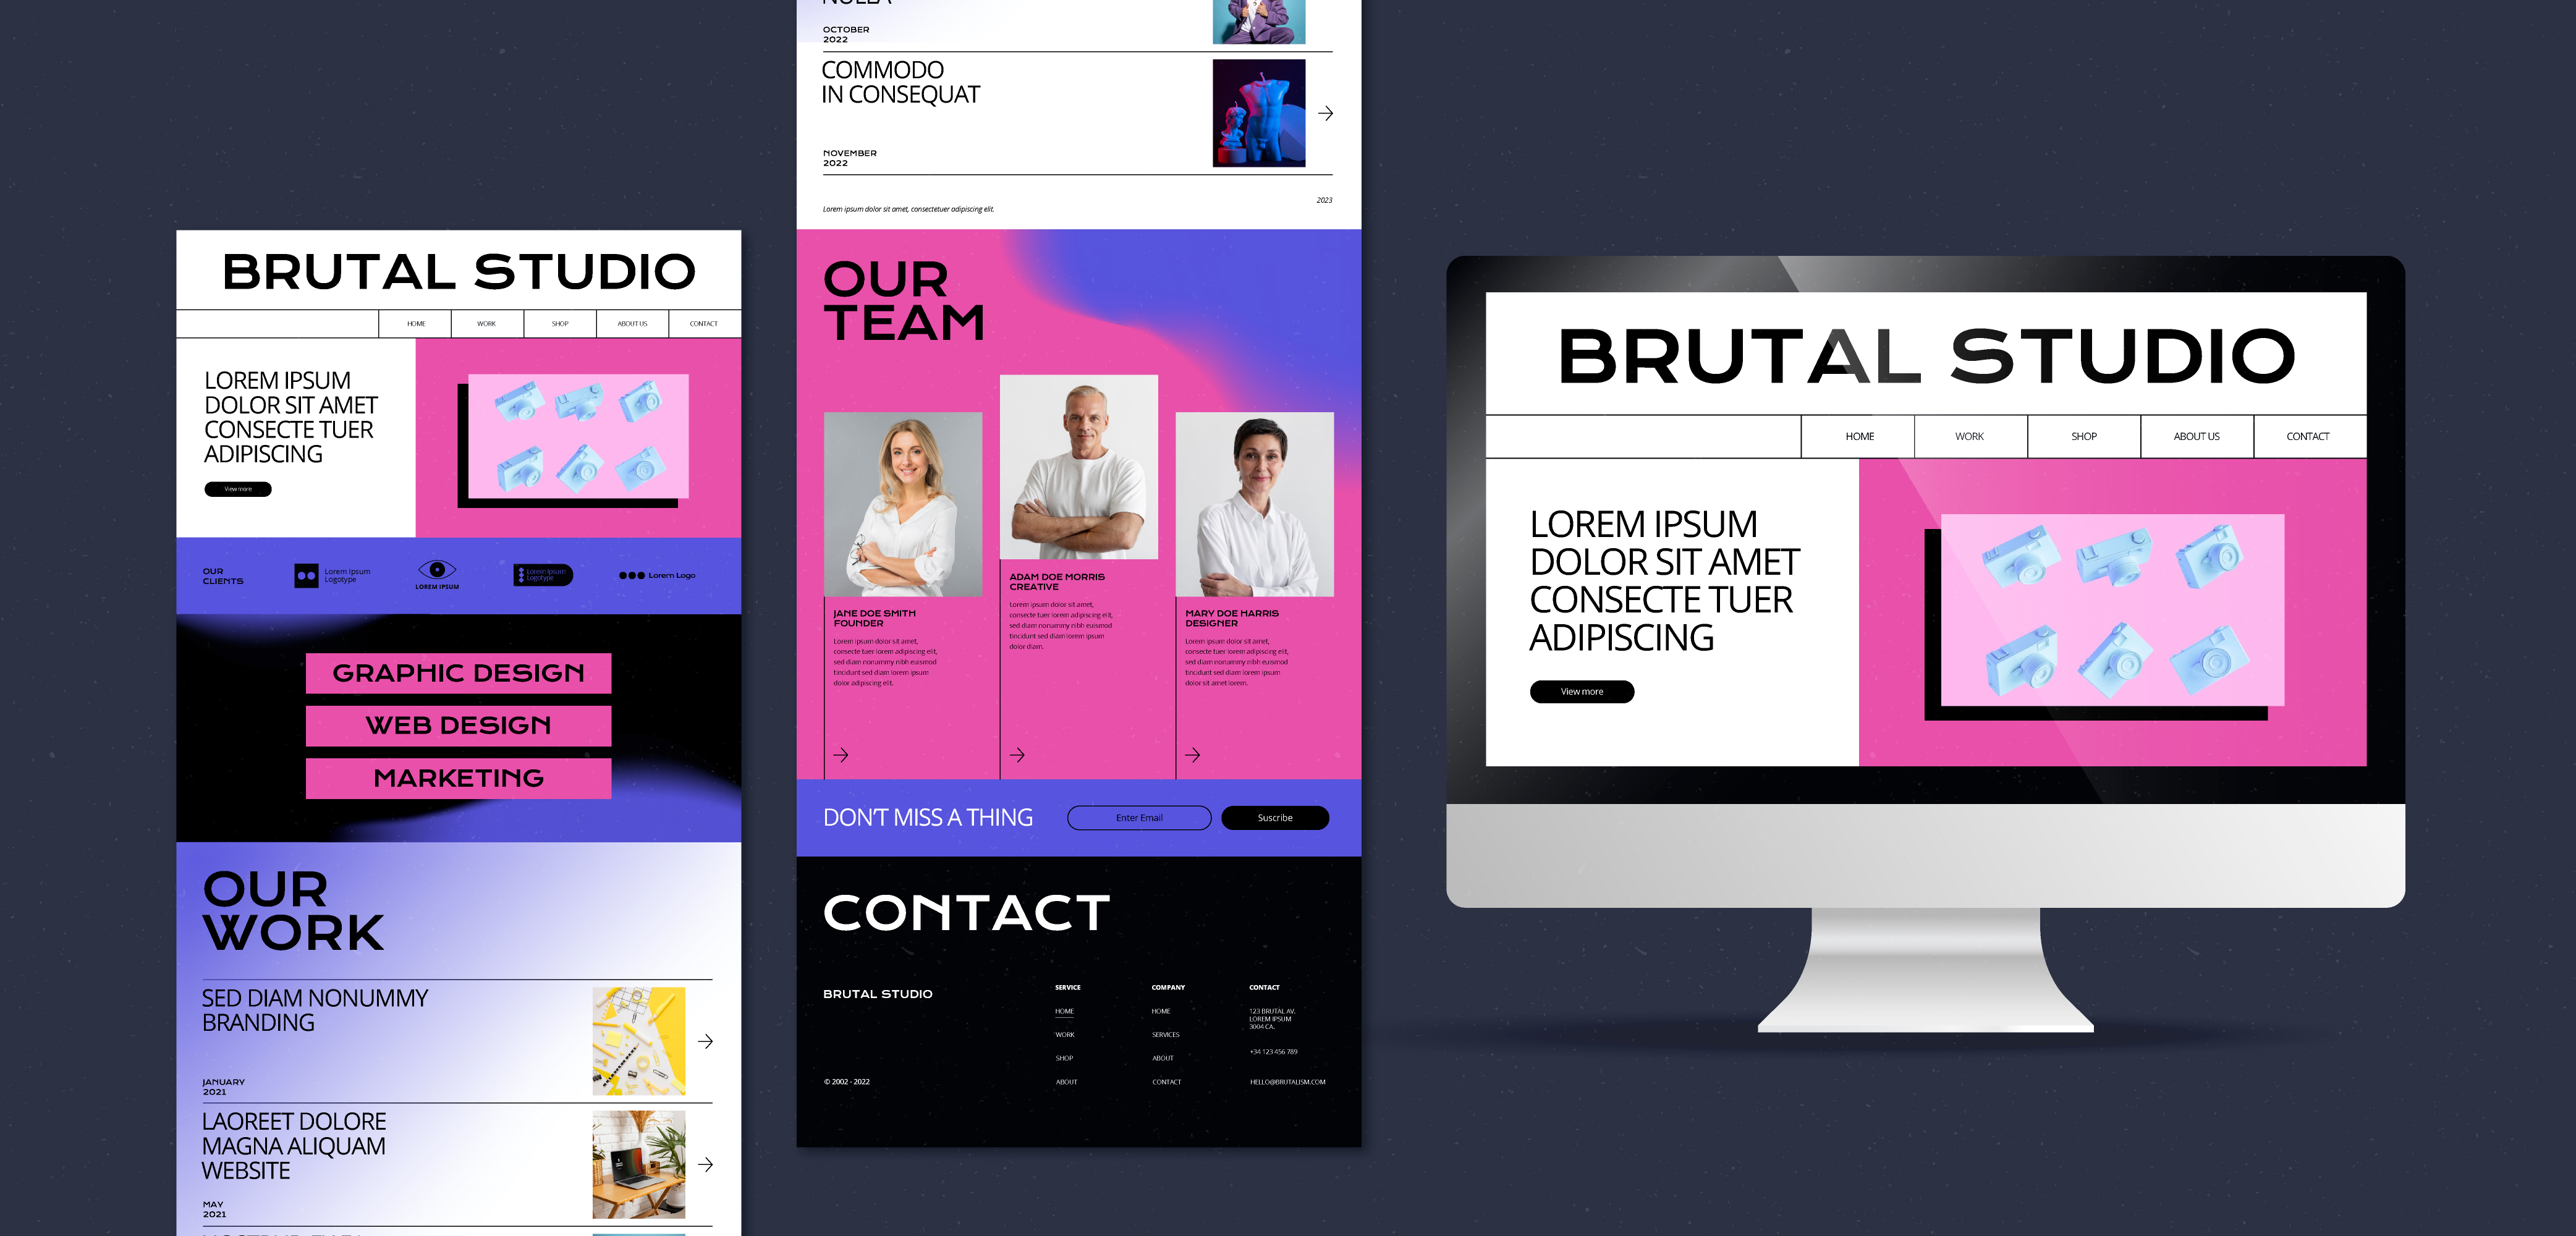 BRUTAL STUDIO
HOME WORK SHOP ABOUT US CONTACT
LOREM IPSUM
DOLOR SIT AMET
CONSECTE TUER
ADIPISCING
View more
OUR
CLIENTS
Lorem Ipsum
Logotype
LOREM IPSUM
Lorem Ipsum
Logotype
Lorem Logo
GRAPHIC DESIGN
WEB DESIGN
MARKETING
OUR
WORK
SED DIAM NONUMMY
BRANDING
JANUARY
2021
LAOREET DOLORE
MAGNA ALIQUAM
WEBSITE
MAY
2021
OCTOBER
2022
COMMODO
IN CONSEQUAT
NOVEMBER
2022
2023
Lorem ipsum dolor sit amet, consectetuer adipiscing elit.
OUR
TEAM
JANE DOE SMITH
FOUNDER
Lorem ipsum dolor sit amet,
consecte tuer lorem adipiscing elit,
sed diam nonummy nibh euismod
tincidunt sed diam lorem ipsum
dolor adipiscing elit.
ADAM DOE MORRIS
CREATIVE
Lorem ipsum dolor sit amet,
consecte tuer lorem adipiscing elit,
sed diam nonummy nibh euismod
tincidunt sed diam lorem ipsum
dolor diam.
MARY DOE HARRIS
DESIGNER
Lorem ipsum dolor sit amet,
consecte tuer lorem adipiscing elit,
sed diam nonummy nibh euismod
tincidunt sed diam lorem ipsum
dolor sit amet lorem.
DON'T MISS A THING
Enter Email
Suscribe
CONTACT
BRUTAL STUDIO
© 2002 - 2022
SERVICE
HOME
WORK
SHOP
ABOUT
COMPANY
HOME
SERVICES
ABOUT
CONTACT
CONTACT
123 BRUTAL AV.
LOREM IPSUM
3004 CA.
+34 123 456 789
HELLO@BRUTALISM.COM
BRUTAL STUDIO
HOME WORK SHOP ABOUT US CONTACT
LOREM IPSUM
DOLOR SIT AMET
CONSECTE TUER
ADIPISCING
View more